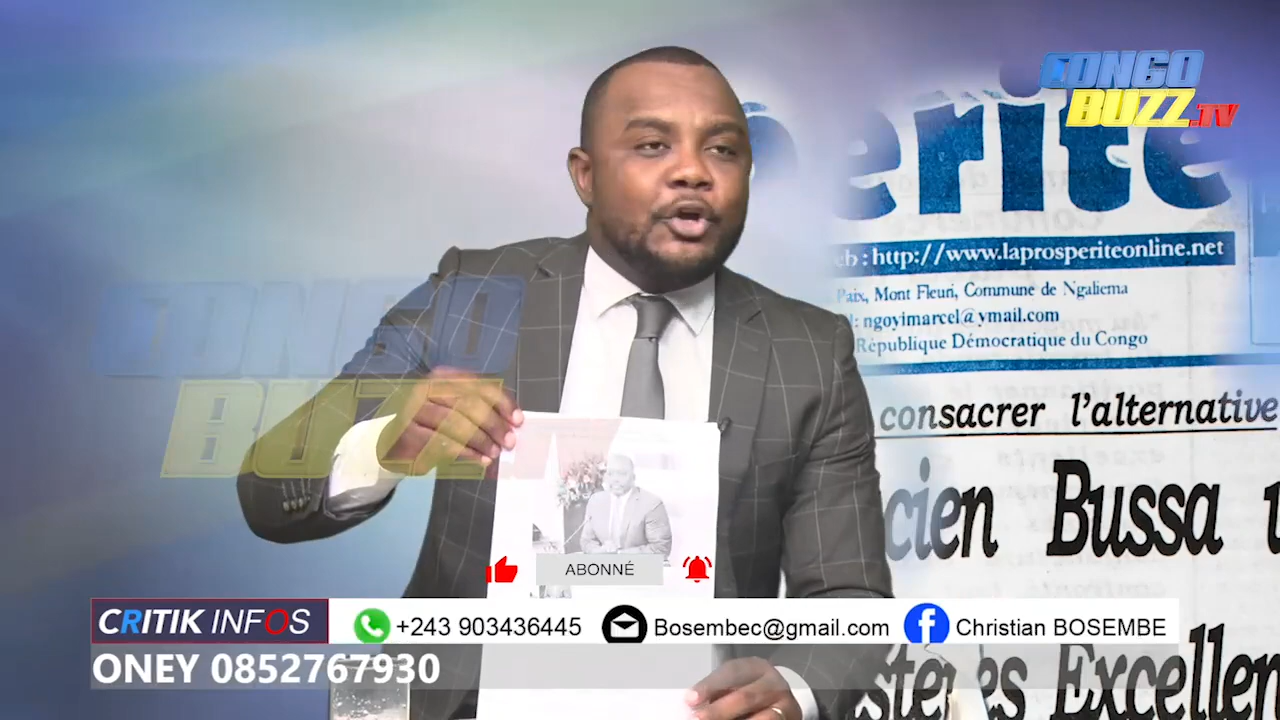 CONGO
BUZZ.TV
erite
http://www.laprosperiteonline.net
Paix, Mont Fleuri, Commune de Ngaliema
ngoyimarcel@ymail.com
République Démocratique du Congo
consacrer l'alternative
cien Bussa
CONGO
BUZZ
ABONNÉ
CRITIK INFOS
+243 903436445
Bosembec@gmail.com
Christian BOSEMBE
ONEY 0852767930
Excellen